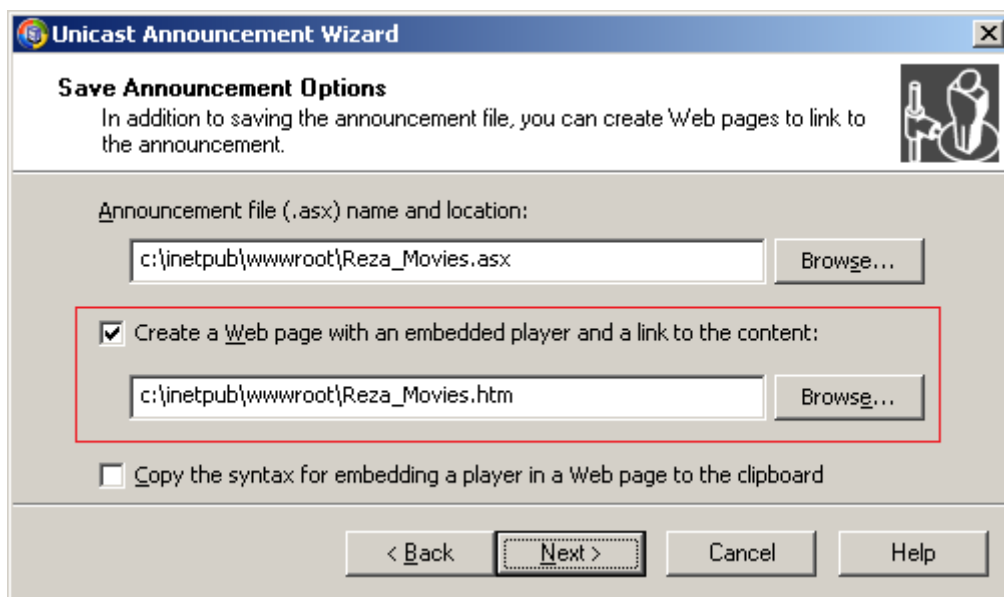 Unicast Announcement Wizard
Save Announcement Options
In addition to saving the announcement file, you can create Web pages to link to
the announcement.
Announcement file (.asx) name and location:
c:\inetpub\wwwroot\Reza_Movies.asx
Browse...
Create a Web page with an embedded player and a link to the content:
c:\inetpub\wwwroot\Reza_Movies.htm
Browse...
Copy the syntax for embedding a player in a Web page to the clipboard
< Back Next > Cancel Help